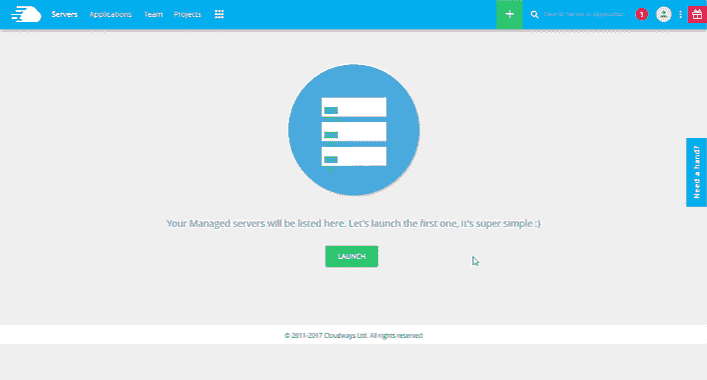 Servers Applications Team Projects
Search Server or Application
1
Need a hand?
Your Managed servers will be listed here. Let's launch the first one, it's super simple :)
LAUNCH
© 2011-2017 Cloudways Ltd. All rights reserved